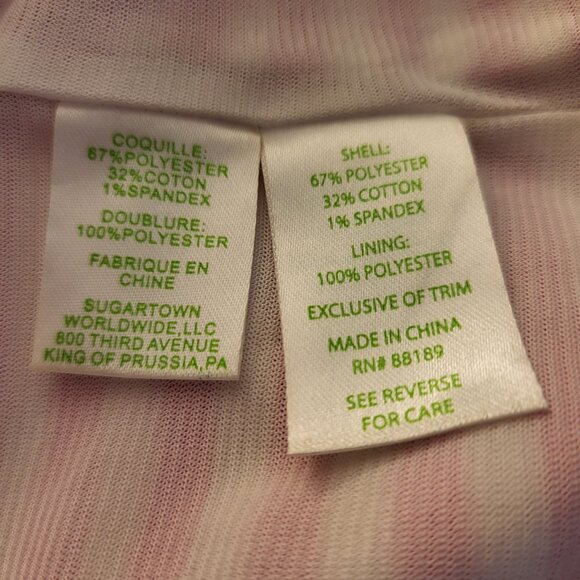 COQUILLE:
67%POLYESTER
32%COTON
1%SPANDEX
DOUBLURE:
100%POLYESTER
FABRIQUE EN
CHINE
SUGARTOWN
WORLDWIDE,LLC
800 THIRD AVENUE
KING OF PRUSSIA,PA
SHELL:
67% POLYESTER
32% COTTON
1% SPANDEX
LINING:
100% POLYESTER
EXCLUSIVE OF TRIM
MADE IN CHINA
RN# 88189
SEE REVERSE
FOR CARE